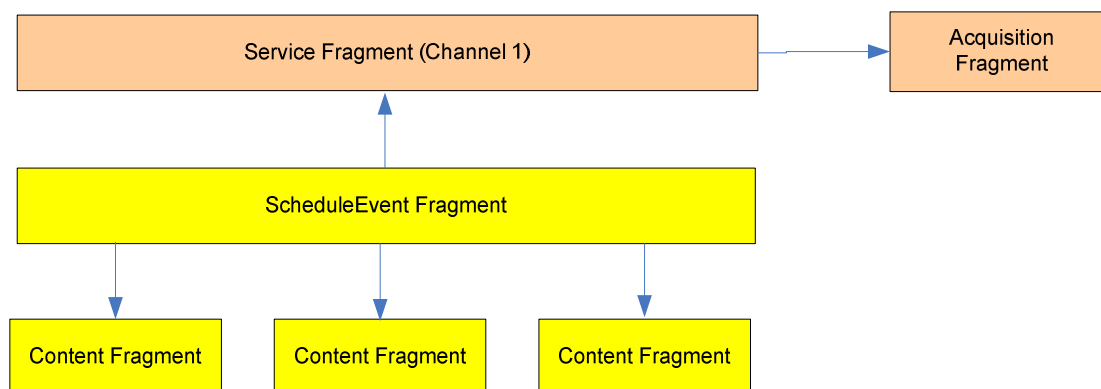 Service Fragment (Channel 1)
Acquisition
Fragment
ScheduleEvent Fragment
Content Fragment
Content Fragment
Content Fragment